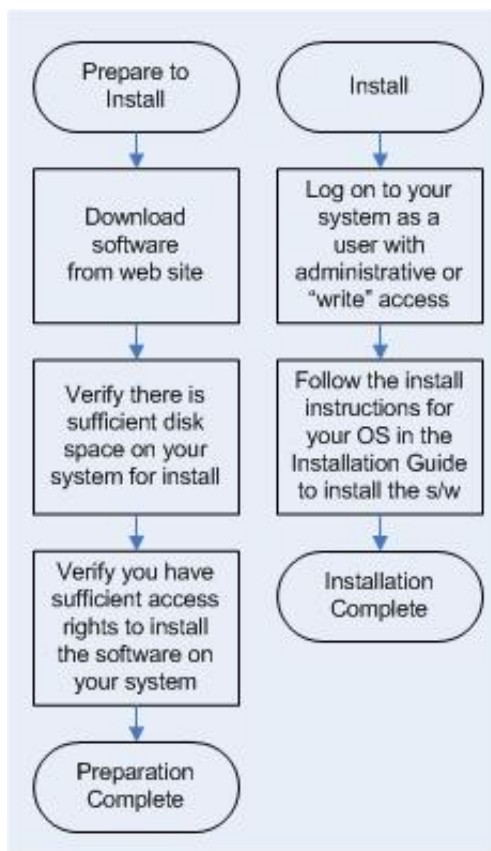 Prepare to
Install
Download
software
from web site
Verify there is
sufficient disk
space on your
system for install
Verify you have
sufficient access
rights to install
the software on
your system
Preparation
Complete
Install
Log on to your
system as a
user with
administrative or
“write” access
Follow the install
instructions for
your OS in the
Installation Guide
to install the s/w
Installation
Complete